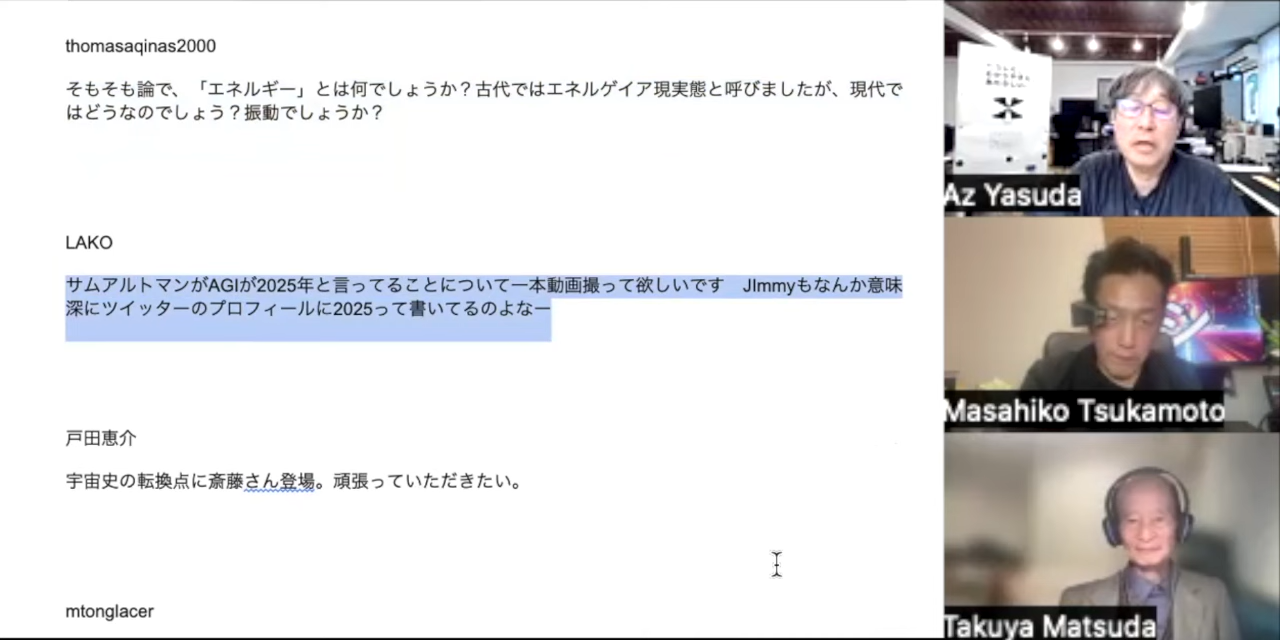 thomasaqinas2000
そもそも論で、「エネルギー」とは何でしょうか？古代ではエネルゲイア現実態と呼びましたが、現代で
はどうなのでしょう？振動でしょうか？
LAKO
サムアルトマンがAGIが2025年と言ってることについて一本動画撮って欲しいです　JImmyもなんか意味
深にツイッターのプロフィールに2025って書いてるのよなー
戸田恵介
宇宙史の転換点に斎藤さん登場。頑張っていただきたい。
mtonglacer
Az Yasuda
Masahiko Tsukamoto
Takuya Matsuda